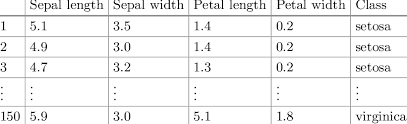 Sepal length Sepal width Petal length Petal width Class
1 5.1 3.5 1.4 0.2 setosa
2 4.9 3.0 1.4 0.2 setosa
3 4.7 3.2 1.3 0.2 setosa
⋮ ⋮ ⋮ ⋮ ⋮ ⋮
150 5.9 3.0 5.1 1.8 virginica